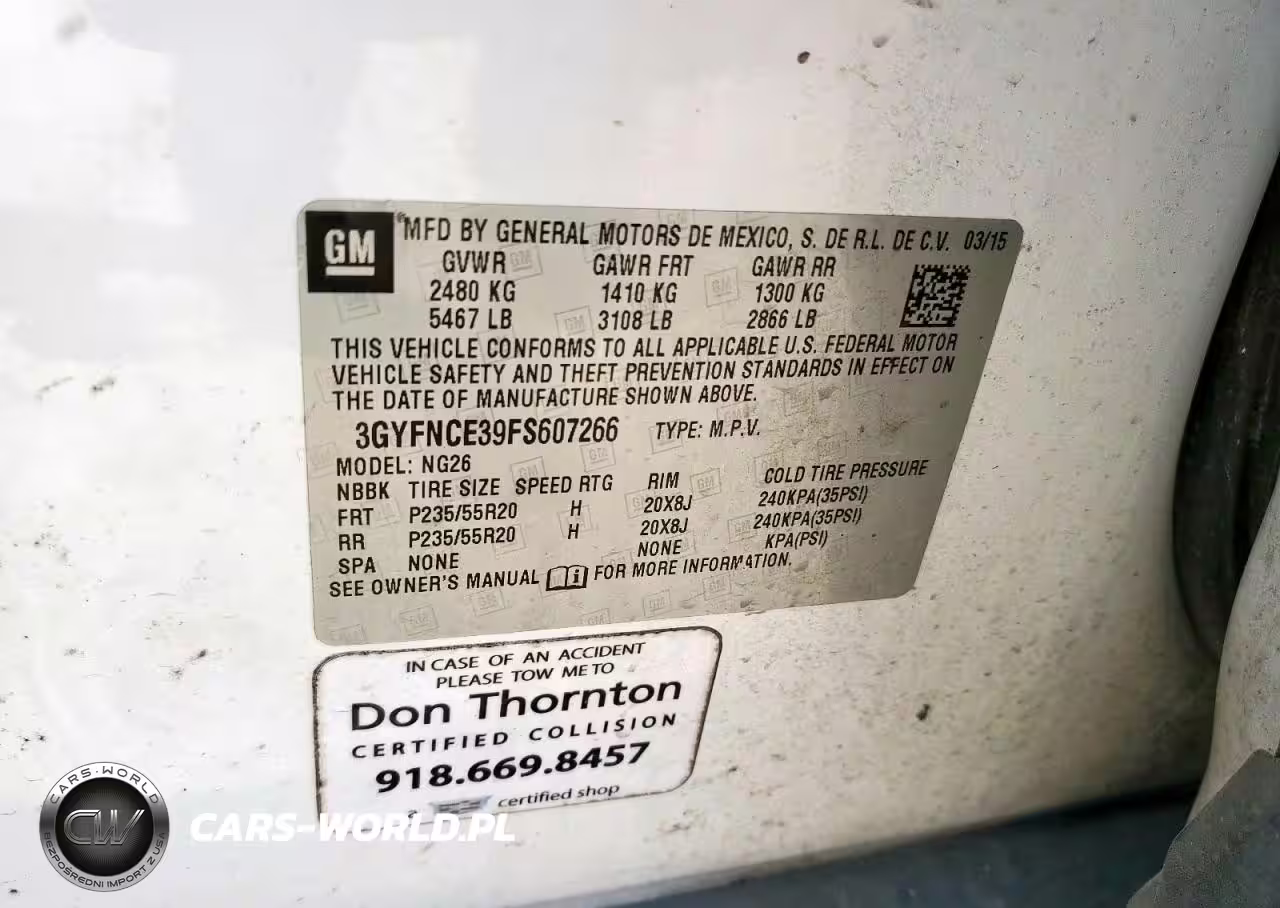 GM
MFD BY GENERAL MOTORS DE MEXICO, S. DE R.L. DE C.V. 03/15
GVWR GAWR FRT GAWR RR
2480 KG 1410 KG 1300 KG
5467 LB 3108 LB 2866 LB
THIS VEHICLE CONFORMS TO ALL APPLICABLE U.S. FEDERAL MOTOR
VEHICLE SAFETY AND THEFT PREVENTION STANDARDS IN EFFECT ON
THE DATE OF MANUFACTURE SHOWN ABOVE.
3GYFNCE39FS607266 TYPE: M.P.V.
MODEL: NG26
NBBK TIRE SIZE SPEED RTG RIM COLD TIRE PRESSURE
FRT P235/55R20 H 20X8J 240KPA(35PSI)
RR P235/55R20 H 20X8J 240KPA(35PSI)
SPA NONE NONE KPA(PSI)
SEE OWNER'S MANUAL FOR MORE INFORMATION.
IN CASE OF AN ACCIDENT
PLEASE TOW ME TO
Don Thornton
CERTIFIED COLLISION
918.669.8457
certified shop
CARS-WORLD
CW
BEZPOŚREDNI IMPORT Z USA
CARS-WORLD.PL